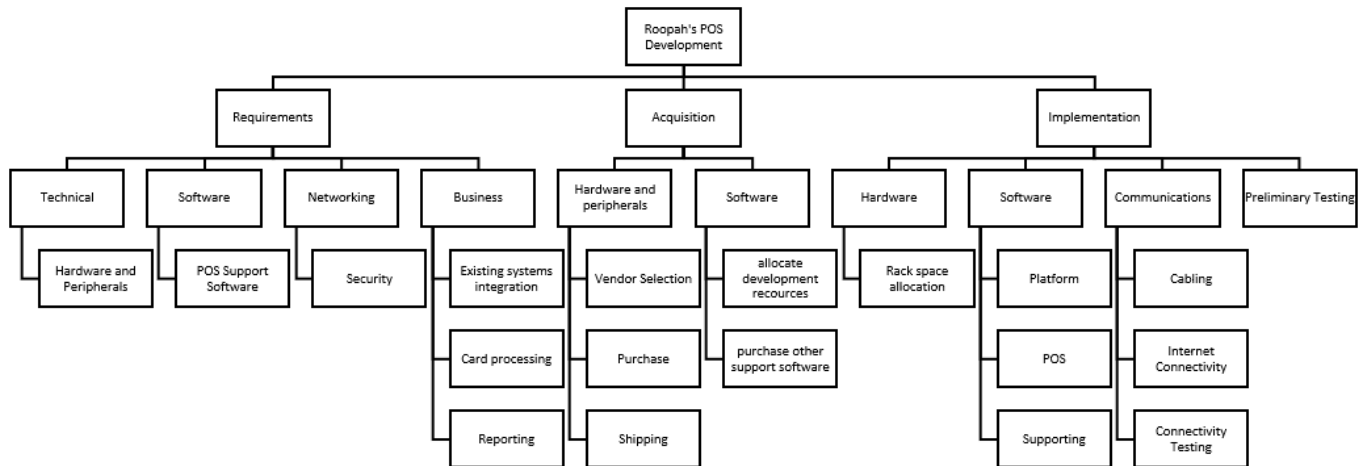 Roopah's POS
Development
Requirements
Acquisition
Implementation
Technical
Software
Networking
Business
Hardware and
peripherals
Software
Hardware
Software
Communications
Preliminary Testing
Hardware and
Peripherals
POS Support
Software
Security
Existing systems
integration
Vendor Selection
allocate
development
recources
Rack space
allocation
Platform
Cabling
Card processing
Purchase
purchase other
support software
POS
Internet
Connectivity
Reporting
Shipping
Supporting
Connectivity
Testing